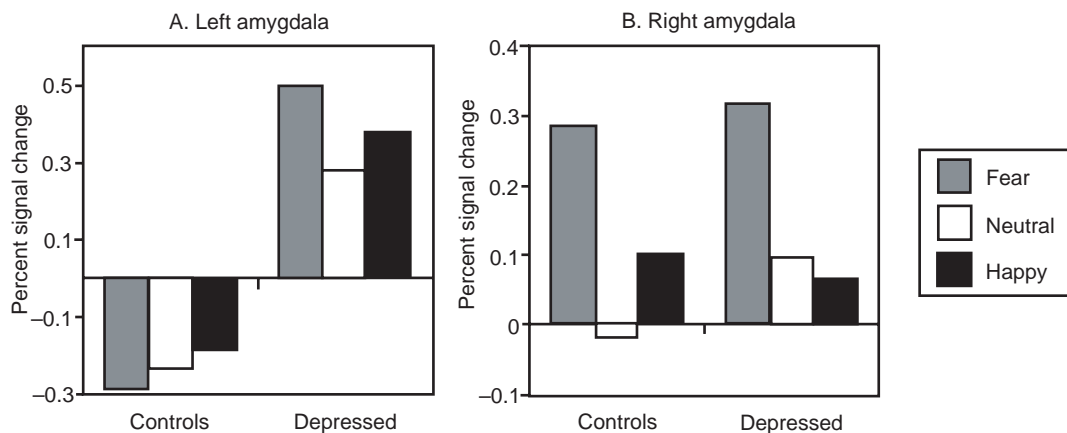 A. Left amygdala
Percent signal change
0.5
0.3
0.1
–0.1
–0.3
Controls
Depressed
B. Right amygdala
Percent signal change
0.4
0.3
0.2
0.1
0
–0.1
Controls
Depressed
Fear
Neutral
Happy